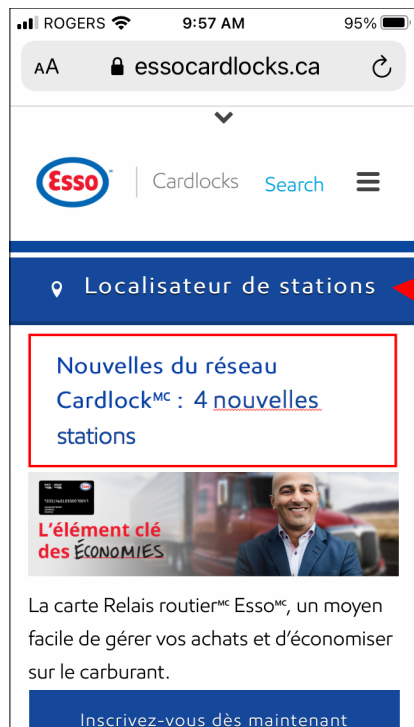 ROGERS 9:57 AM 95%
AA essocardlocks.ca
Esso Cardlocks Search
Localisateur de stations
Nouvelles du réseau
Cardlockᴹᶜ : 4 nouvelles
stations
L'élément clé
des ÉCONOMIES
La carte Relais routierᴹᶜ Essoᴹᶜ, un moyen
facile de gérer vos achats et d'économiser
sur le carburant.
Inscrivez-vous dès maintenant